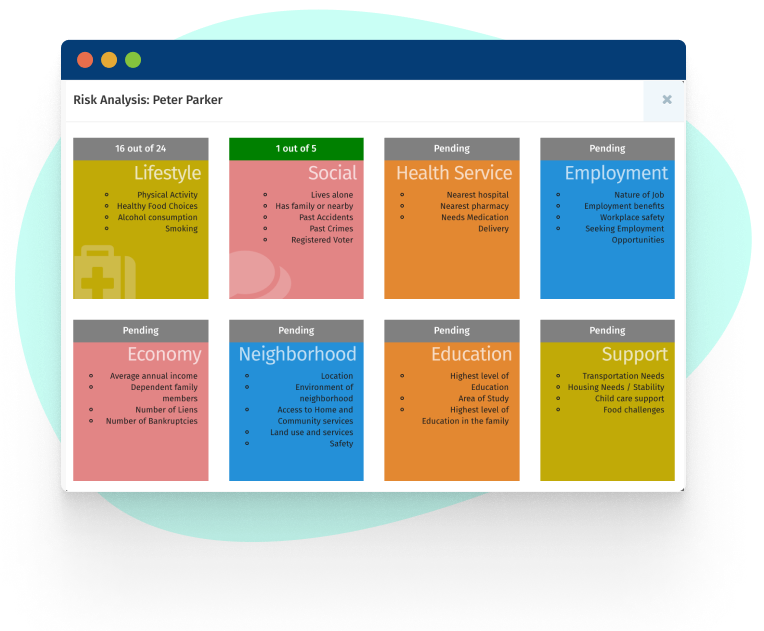 Risk Analysis: Peter Parker
16 out of 24
Lifestyle
Physical Activity
Healthy Food Choices
Alcohol consumption
Smoking
1 out of 5
Social
Lives alone
Has family or nearby
Past Accidents
Past Crimes
Registered Voter
Pending
Health Service
Nearest hospital
Nearest pharmacy
Needs Medication
Delivery
Pending
Employment
Nature of Job
Employment benefits
Workplace safety
Seeking Employment
Opportunities
Pending
Economy
Average annual income
Dependent family
members
Number of Liens
Number of Bankruptcies
Pending
Neighborhood
Location
Environment of
neighborhood
Access to Home and
Community services
Land use and services
Safety
Pending
Education
Highest level of
Education
Area of Study
Highest level of
Education in the family
Pending
Support
Transportation Needs
Housing Needs / Stability
Child care support
Food challenges